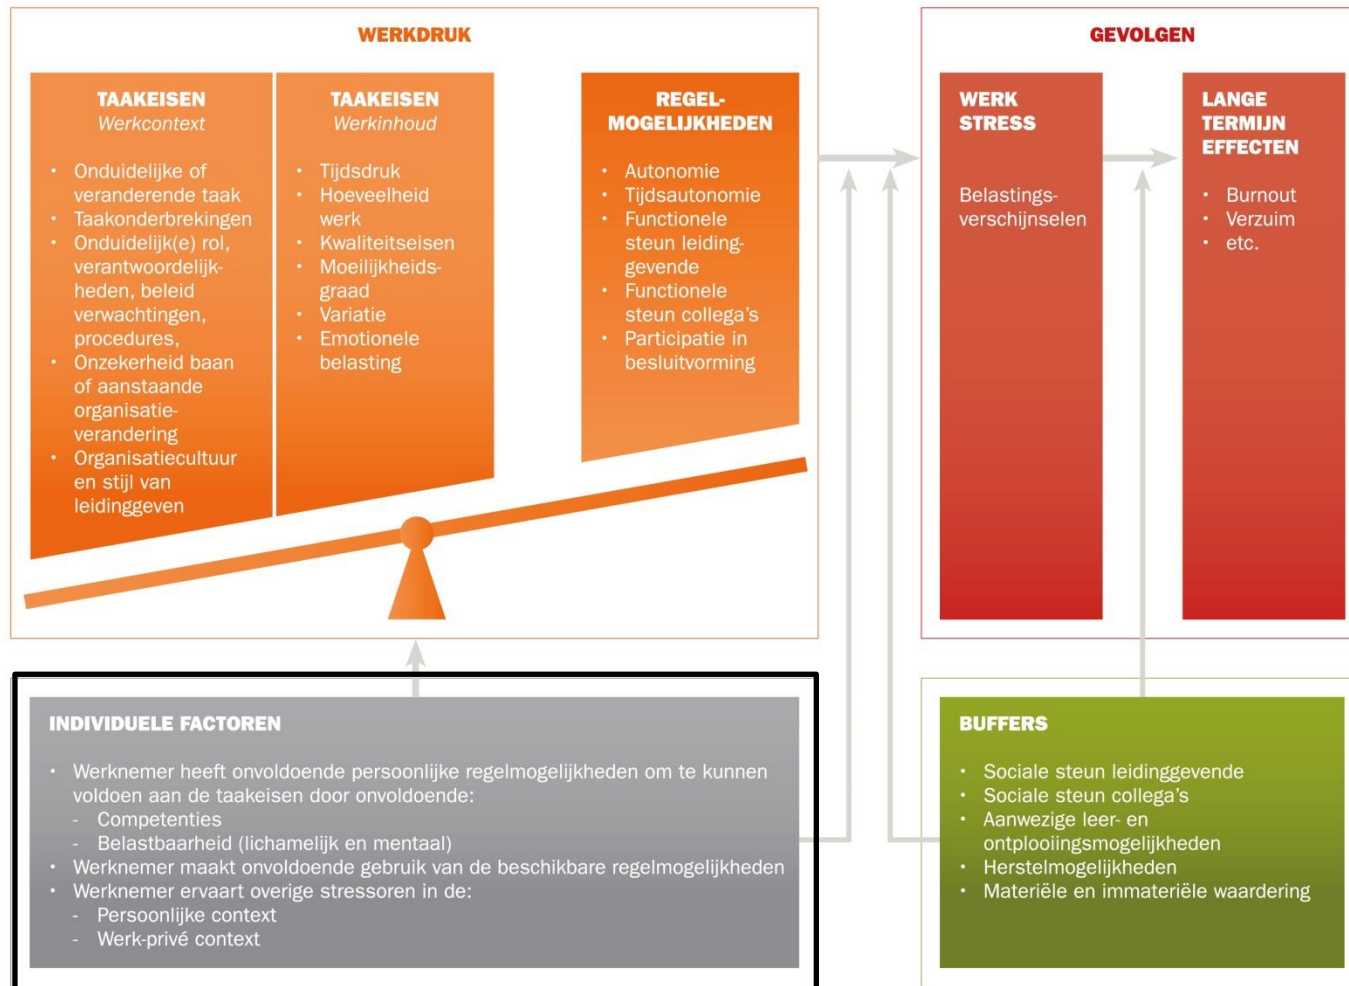 WERKDRUK
TAAKEISEN
Werkcontext
• Onduidelijke of
veranderende taak
• Taakonderbrekingen
• Onduidelijk(e) rol,
verantwoordelijk-
heden, beleid
verwachtingen,
procedures,
• Onzekerheid baan
of aanstaande
organisatie-
verandering
• Organisatiecultuur
en stijl van
leidinggeven
TAAKEISEN
Werkinhoud
• Tijdsdruk
• Hoeveelheid
werk
• Kwaliteitseisen
• Moeilijkheids-
graad
• Variatie
• Emotionele
belasting
REGEL-
MOGELIJKHEDEN
• Autonomie
• Tijdsautonomie
• Functionele
steun leiding-
gevende
• Functionele
steun collega's
• Participatie in
besluitvorming
GEVOLGEN
WERK
STRESS
Belastings-
verschijnselen
LANGE
TERMIJN
EFFECTEN
• Burnout
• Verzuim
• etc.
INDIVIDUELE FACTOREN
• Werknemer heeft onvoldoende persoonlijke regelmogelijkheden om te kunnen
voldoen aan de taakeisen door onvoldoende:
- Competenties
- Belastbaarheid (lichamelijk en mentaal)
• Werknemer maakt onvoldoende gebruik van de beschikbare regelmogelijkheden
• Werknemer ervaart overige stressoren in de:
- Persoonlijke context
- Werk-privé context
BUFFERS
• Sociale steun leidinggevende
• Sociale steun collega's
• Aanwezige leer- en
ontplooiingsmogelijkheden
• Herstelmogelijkheden
• Materiële en immateriële waardering